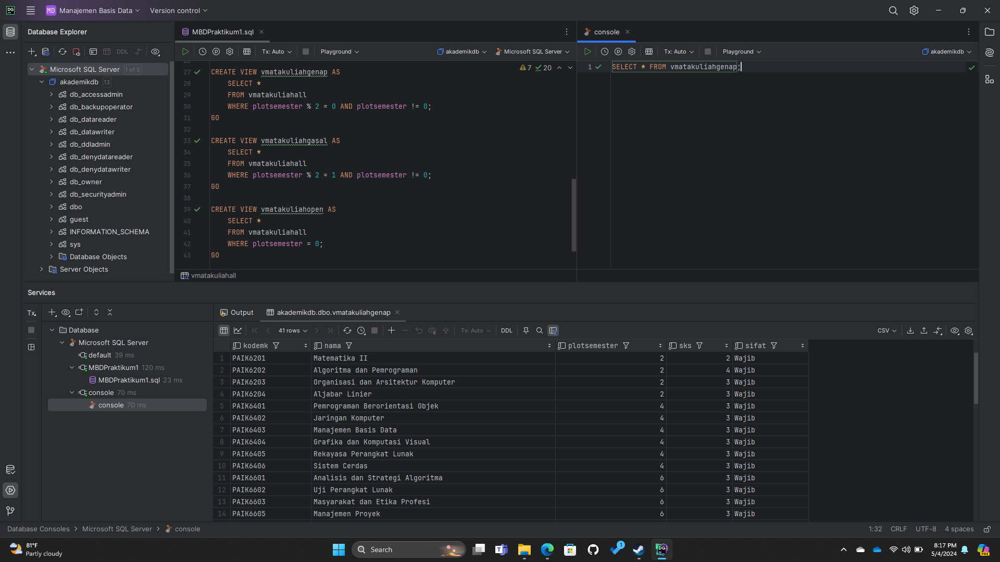 DG
MD
Manajemen Basis Data
Version control
Database Explorer
MBDPraktikum1.sql
console
DDL
Tx: Auto
Playground
akademikdb
Microsoft SQL Server
Tx: Auto
Playground
akademikdb
Microsoft SQL Server 1 of 5
akademikdb 13
db_accessadmin
db_backupoperator
db_datareader
db_datawriter
db_ddladmin
db_denydatareader
db_denydatawriter
db_owner
db_securityadmin
dbo
guest
INFORMATION_SCHEMA
sys
Database Objects
Server Objects
7 20
27 CREATE VIEW vmatakuliahgenap AS
28 SELECT *
29 FROM vmatakuliahall
30 WHERE plotsemester % 2 = 0 AND plotsemester != 0;
31 GO
32
33 CREATE VIEW vmatakuliahgasal AS
34 SELECT *
35 FROM vmatakuliahall
36 WHERE plotsemester % 2 = 1 AND plotsemester != 0;
37 GO
38
39 CREATE VIEW vmatakuliahopen AS
40 SELECT *
41 FROM vmatakuliahall
42 WHERE plotsemester = 0;
43 GO
vmatakuliahall
1 SELECT * FROM vmatakuliahgenap;
Services
Tx
Database
Microsoft SQL Server
default 39 ms
MBDPraktikum1 120 ms
MBDPraktikum1.sql 23 ms
console 70 ms
console 70 ms
Output
akademikdb.dbo.vmatakuliahgenap
41 rows
Tx: Auto
DDL
CSV
kodemk nama plotsemester sks sifat
1 PAIK6201 Matematika II 2 2 Wajib
2 PAIK6202 Algoritma dan Pemrograman 2 4 Wajib
3 PAIK6203 Organisasi dan Arsitektur Komputer 2 3 Wajib
4 PAIK6204 Aljabar Linier 2 3 Wajib
5 PAIK6401 Pemrograman Berorientasi Objek 4 3 Wajib
6 PAIK6402 Jaringan Komputer 4 3 Wajib
7 PAIK6403 Manajemen Basis Data 4 3 Wajib
8 PAIK6404 Grafika dan Komputasi Visual 4 3 Wajib
9 PAIK6405 Rekayasa Perangkat Lunak 4 3 Wajib
10 PAIK6406 Sistem Cerdas 4 3 Wajib
11 PAIK6601 Analisis dan Strategi Algoritma 6 3 Wajib
12 PAIK6602 Uji Perangkat Lunak 6 3 Wajib
13 PAIK6603 Masyarakat dan Etika Profesi 6 3 Wajib
14 PAIK6605 Manajemen Proyek 6 3 Wajib
Database Consoles > Microsoft SQL Server > console
1:32 CRLF UTF-8 4 spaces
81°F
Partly cloudy
Search
1
DG
8:17 PM
5/4/2024
PRE